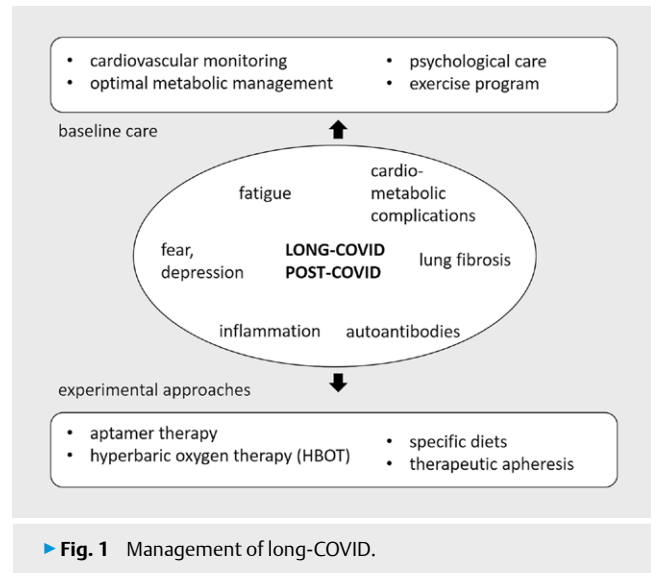 • cardiovascular monitoring
• optimal metabolic management
• psychological care
• exercise program
baseline care
fatigue
cardio-
metabolic
complications
fear,
depression
LONG-COVID
POST-COVID
lung fibrosis
inflammation
autoantibodies
experimental approaches
• aptamer therapy
• hyperbaric oxygen therapy (HBOT)
• specific diets
• therapeutic apheresis
▶ Fig. 1 Management of long-COVID.